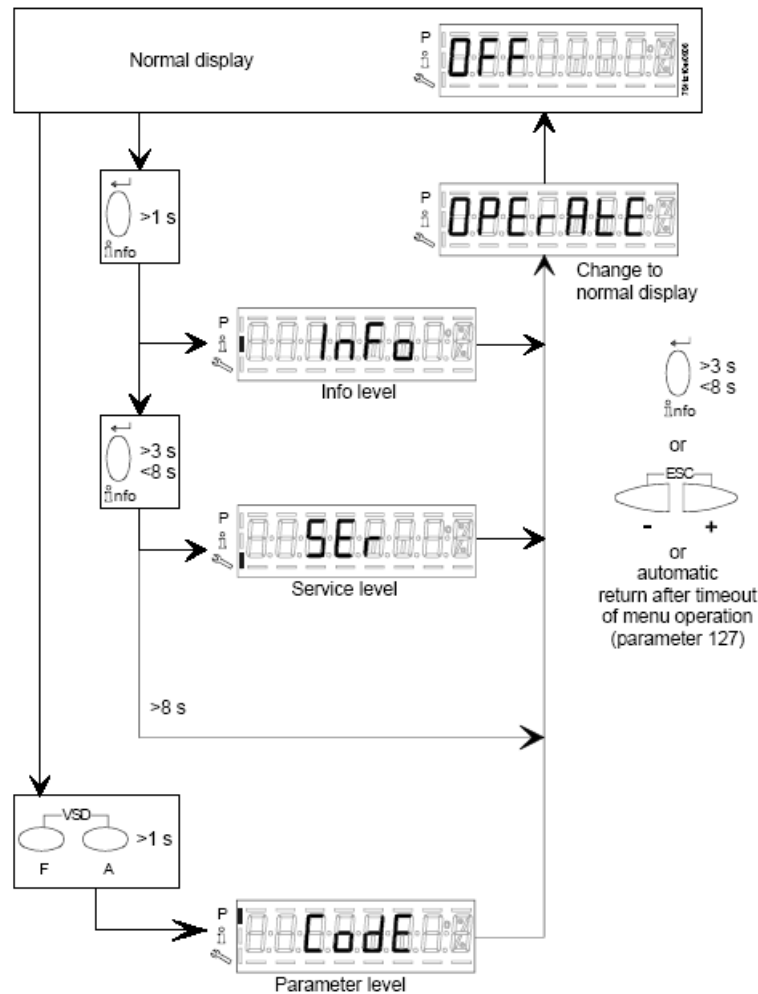 Normal display
P
OFF
>1 s
info
P
OPErAtE
Change to
normal display
P
InFo
Info level
>3 s
<8 s
info
>3 s
<8 s
info
or
ESC
- +
or
automatic
return after timeout
of menu operation
(parameter 127)
P
SEr
Service level
>8 s
VSD
>1 s
F A
P
CodE
Parameter level